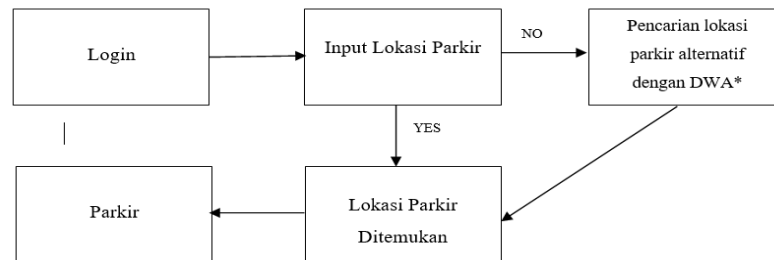 Login
Input Lokasi Parkir
NO
Pencarian lokasi
parkir alternatif
dengan DWA*
YES
Parkir
Lokasi Parkir
Ditemukan